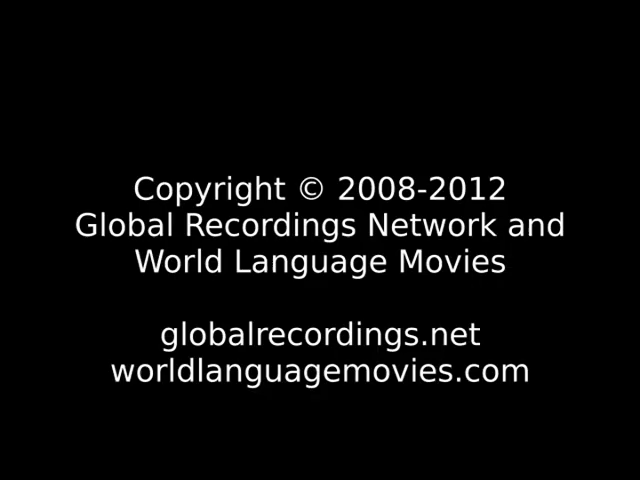 Copyright © 2008-2012
Global Recordings Network and
World Language Movies
globalrecordings.net
worldlanguagemovies.com